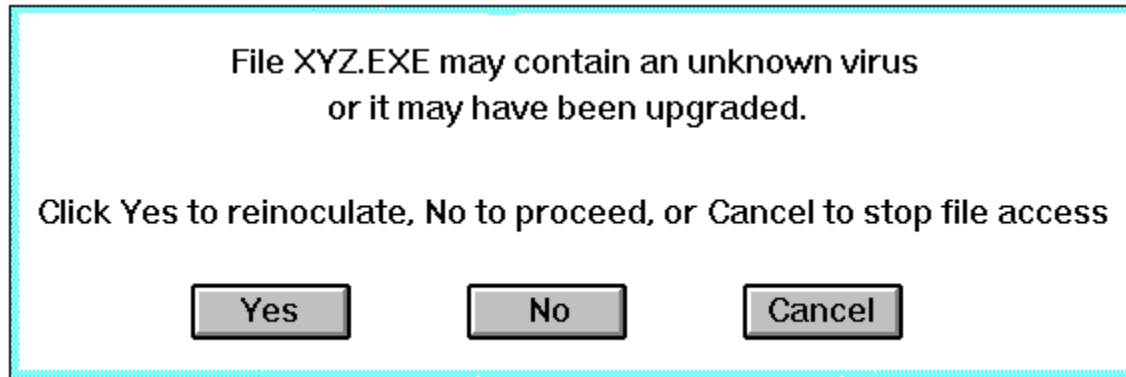 File XYZ.EXE may contain an unknown virus
or it may have been upgraded.
Click Yes to reinoculate, No to proceed, or Cancel to stop file access
Yes No Cancel